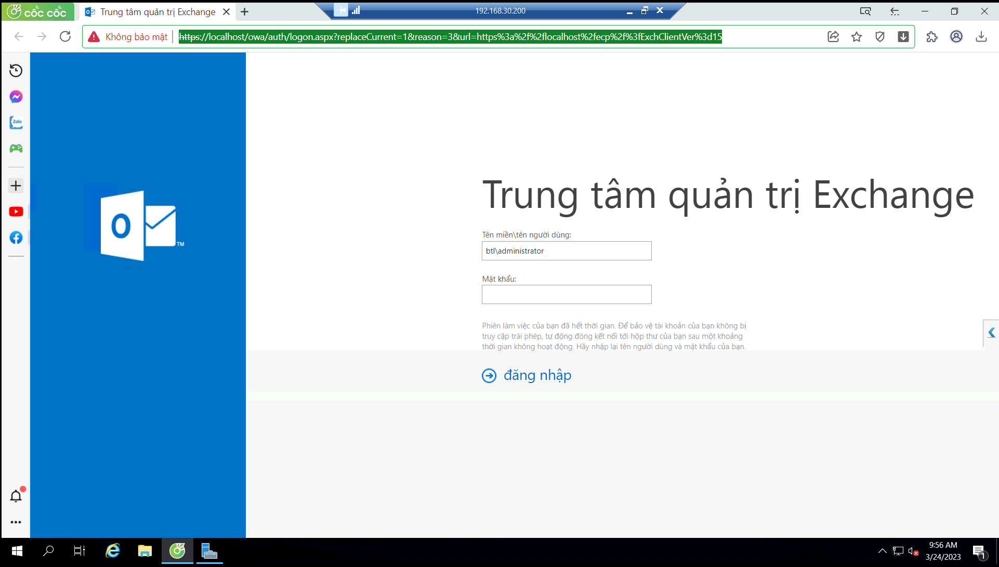 cốc cốc
Trung tâm quản trị Exchange
192.168.30.200
Không bảo mật
https://localhost/owa/auth/logon.aspx?replaceCurrent=1&reason=3&url=https%3a%2f%2flocalhost%2fecp%2f%3fExchClientVer%3d15
Zalo
TM
Trung tâm quản trị Exchange
Tên miền\tên người dùng:
btl\administrator
Mật khẩu:
Phiên làm việc của bạn đã hết thời gian. Để bảo vệ tài khoản của bạn không bị
truy cập trái phép, tự động đóng kết nối tới hộp thư của bạn sau một khoảng
thời gian không hoạt động. Hãy nhập lại tên người dùng và mật khẩu của bạn.
đăng nhập
9:56 AM
3/24/2023
1